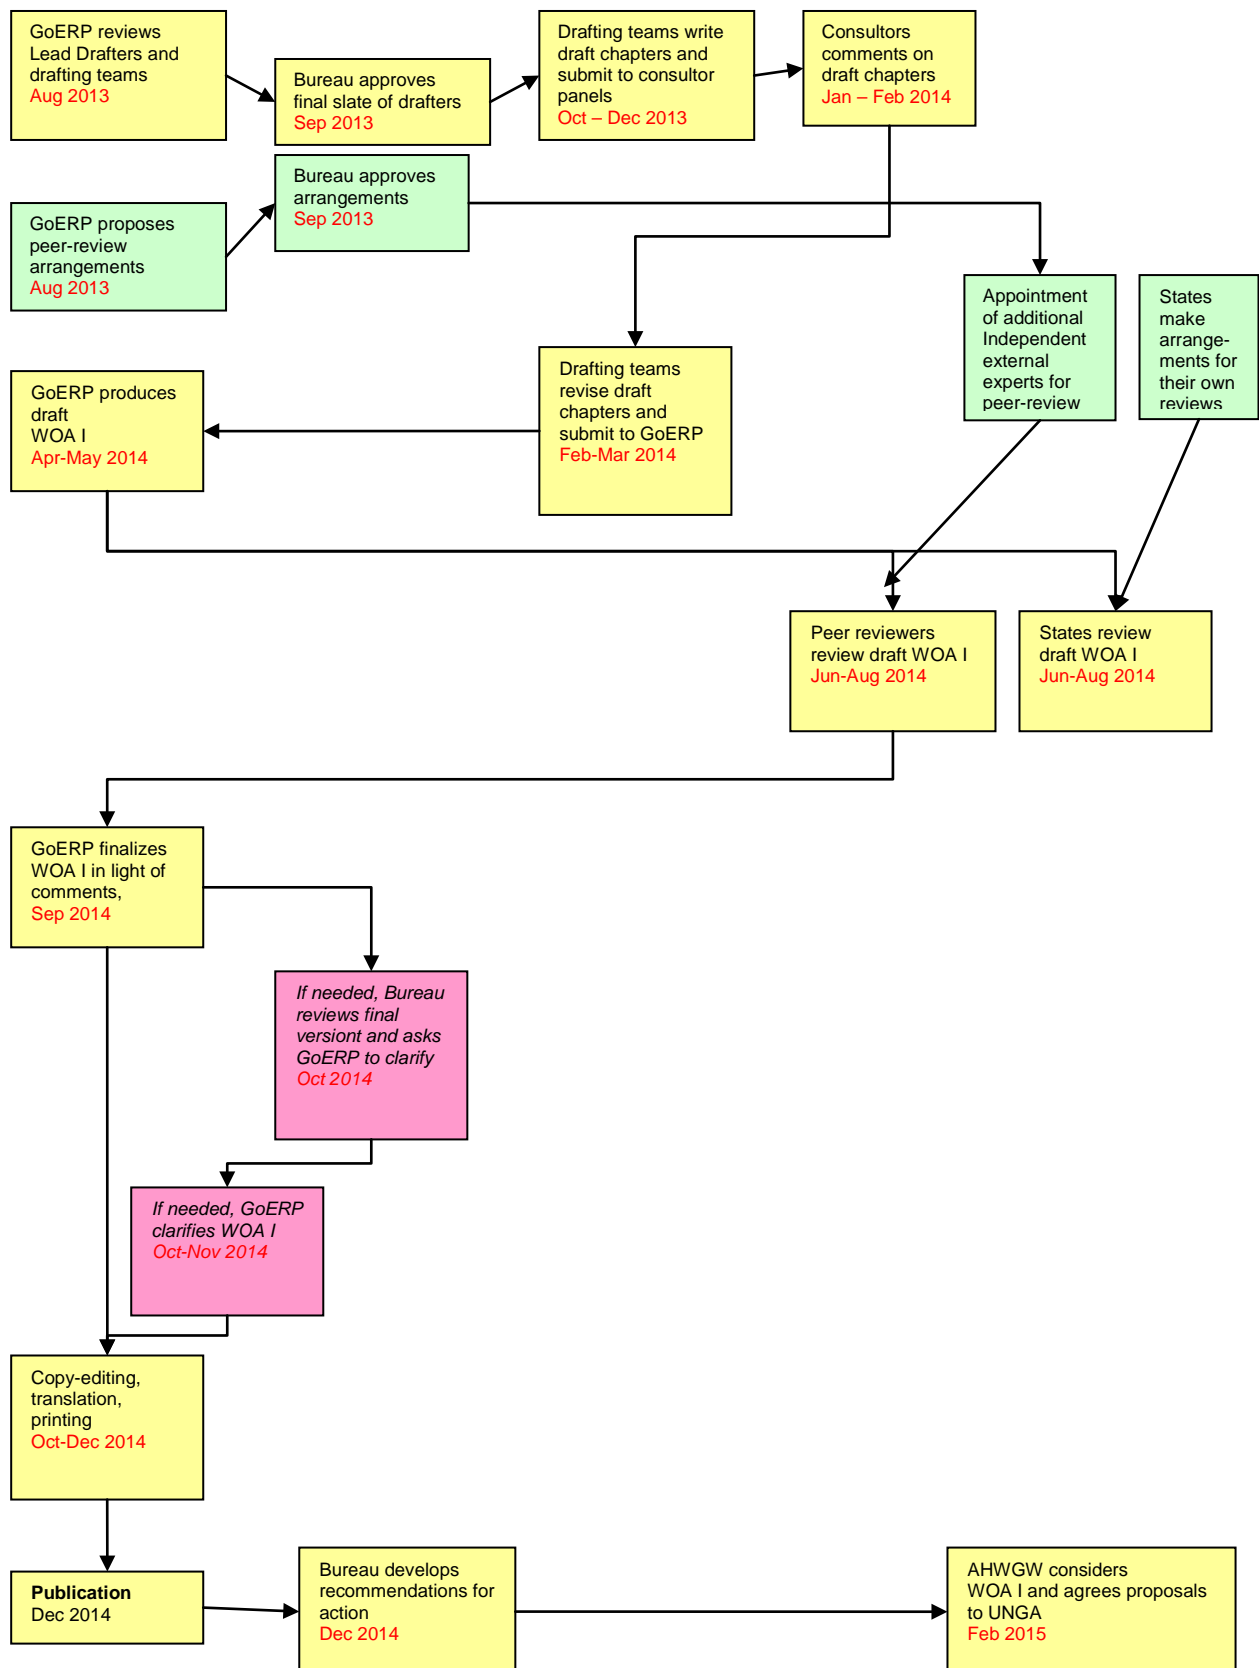 GoERP reviews
Lead Drafters and
drafting teams
Aug 2013
Bureau approves
final slate of drafters
Sep 2013
Drafting teams write
draft chapters and
submit to consultor
panels
Oct – Dec 2013
Consultors
comments on
draft chapters
Jan – Feb 2014
GoERP proposes
peer-review
arrangements
Aug 2013
Bureau approves
arrangements
Sep 2013
Appointment
of additional
Independent
external
experts for
peer-review
States
make
arrange-
ments for
their own
reviews
GoERP produces
draft
WOA I
Apr-May 2014
Drafting teams
revise draft
chapters and
submit to GoERP
Feb-Mar 2014
Peer reviewers
review draft WOA I
Jun-Aug 2014
States review
draft WOA I
Jun-Aug 2014
GoERP finalizes
WOA I in light of
comments,
Sep 2014
If needed, Bureau
reviews final
versiont and asks
GoERP to clarify
Oct 2014
If needed, GoERP
clarifies WOA I
Oct-Nov 2014
Copy-editing,
translation,
printing
Oct-Dec 2014
Publication
Dec 2014
Bureau develops
recommendations for
action
Dec 2014
AHWGW considers
WOA I and agrees proposals
to UNGA
Feb 2015